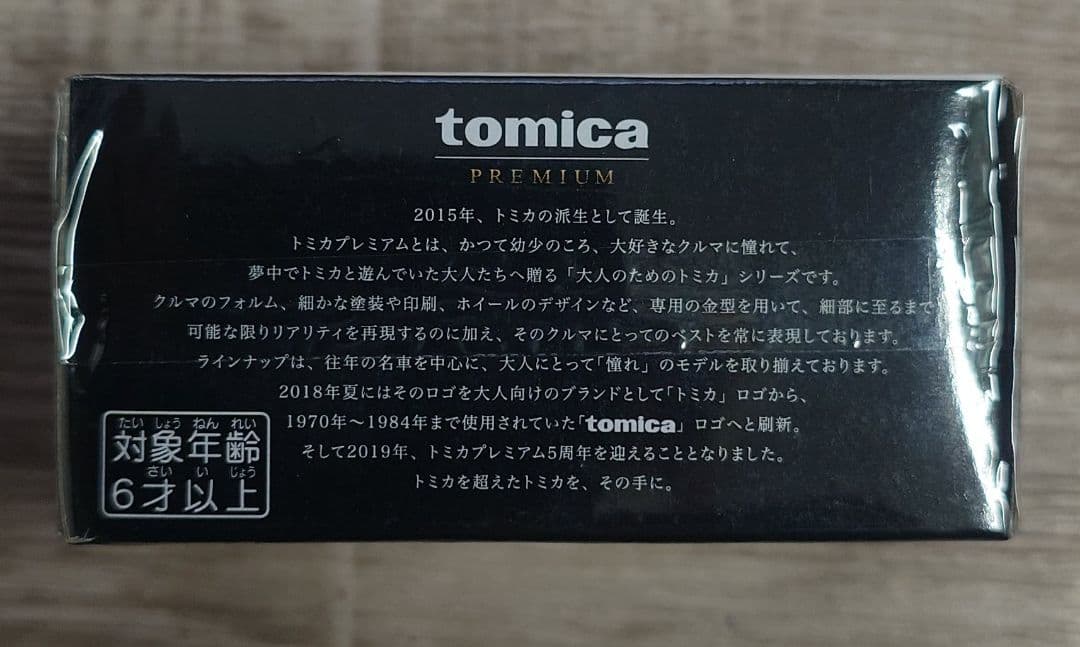 tomica
PREMIUM
2015年、トミカの派生として誕生。
トミカプレミアムとは、かつて幼少のころ、大好きなクルマに憧れて、
夢中でトミカと遊んでいた大人たちへ贈る「大人のためのトミカ」シリーズです。
クルマのフォルム、細かな塗装や印刷、ホイールのデザインなど、専用の金型を用いて、細部に至るまで
可能な限りリアリティを再現するのに加え、そのクルマにとってのベストを常に表現しております。
ラインナップは、往年の名車を中心に、大人にとって「憧れ」のモデルを取り揃えております。
2018年夏にはそのロゴを大人向けのブランドとして「トミカ」ロゴから、
1970年～1984年まで使用されていた「tomica」ロゴへと刷新。
そして2019年、トミカプレミアム5周年を迎えることとなりました。
トミカを超えたトミカを、その手に。
たいしょうねんれい
対象年齢
さいいじょう
6才以上